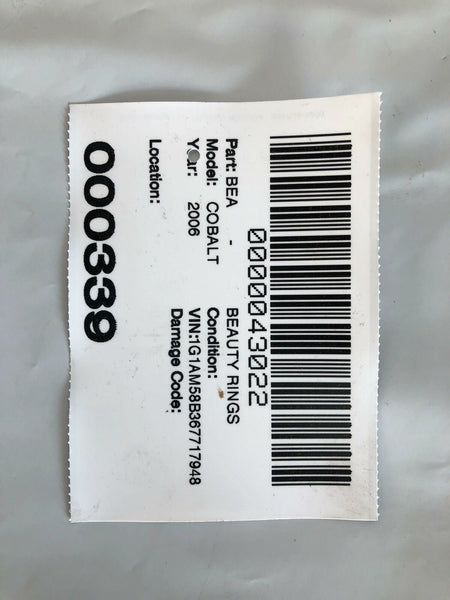 0000043022
Part: BEA - BEAUTY RINGS
Model: COBALT Condition:
Year: 2006 VIN:1G1AM58B367717948
Damage Code:
Location:
000339